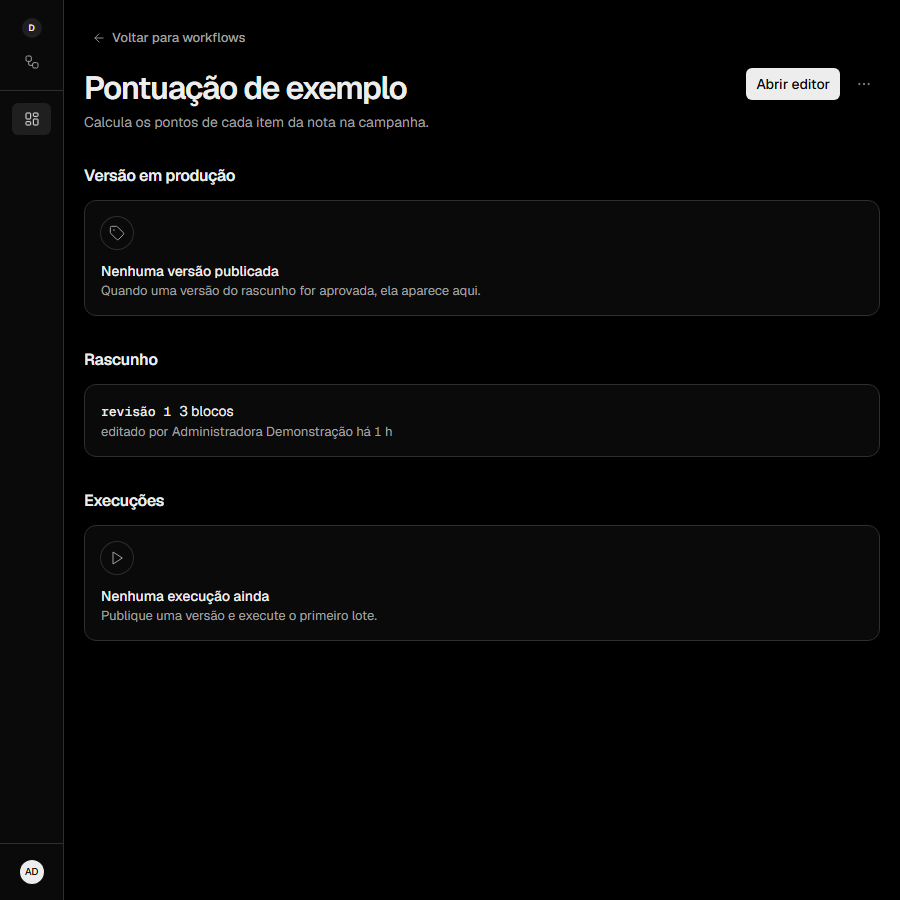 D
Voltar para workflows
Pontuação de exemplo
Abrir editor
Calcula os pontos de cada item da nota na campanha.
Versão em produção
Nenhuma versão publicada
Quando uma versão do rascunho for aprovada, ela aparece aqui.
Rascunho
revisão 1 3 blocos
editado por Administradora Demonstração há 1 h
Execuções
Nenhuma execução ainda
Publique uma versão e execute o primeiro lote.
AD